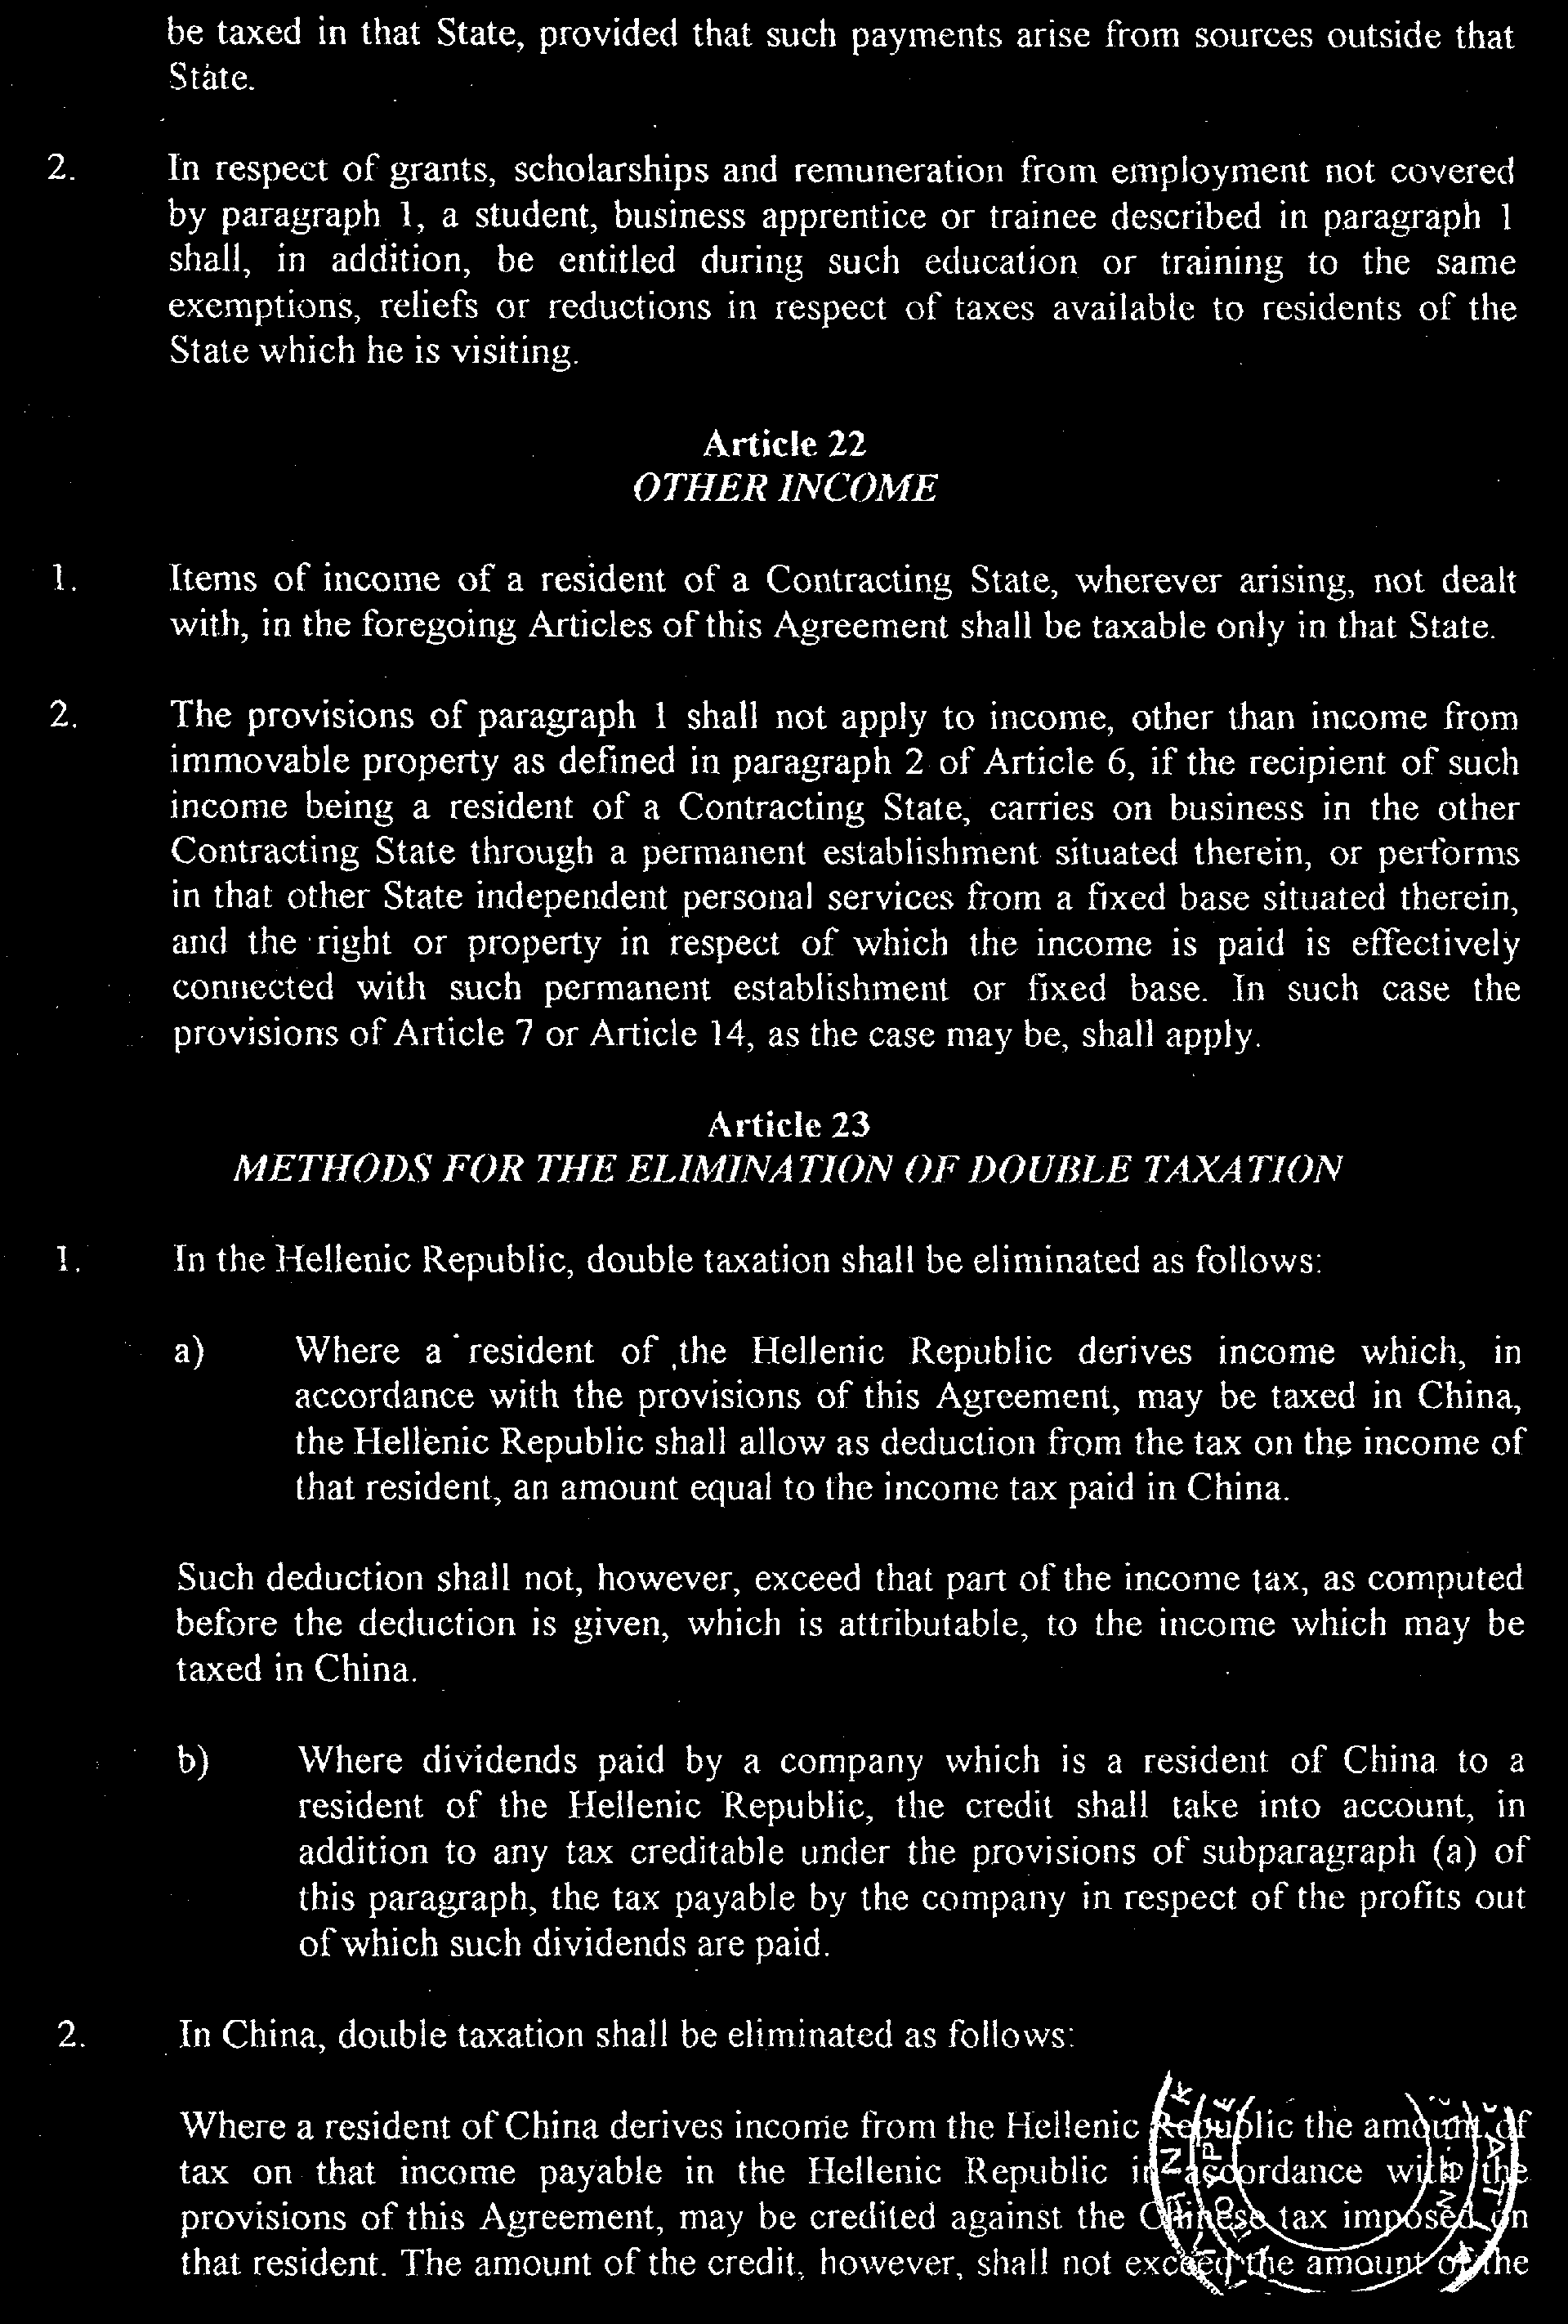 be taxed in that State, provided that such payments arise from sources outside that
State.
2. In respect of grants, scholarships and remuneration from employment not covered
by paragraph 1, a student, business apprentice or trainee described in paragraph 1
shall, in addition, be entitled during such education or training to the same
exemptions, reliefs or reductions in respect of taxes available to residents of the
State which he is visiting.
Article 22
OTHER INCOME
1. Items of income of a resident of a Contracting State, wherever arising, not dealt
with, in the foregoing Articles of this Agreement shall be taxable only in that State.
2. The provisions of paragraph 1 shall not apply to income, other than income from
immovable property as defined in paragraph 2 of Article 6, if the recipient of such
income being a resident of a Contracting State, carries on business in the other
Contracting State through a permanent establishment situated therein, or performs
in that other State independent personal services from a fixed base situated therein,
and the right or property in respect of which the income is paid is effectively
connected with such permanent establishment or fixed base. In such case the
provisions of Article 7 or Article 14, as the case may be, shall apply.
Article 23
METHODS FOR THE ELIMINATION OF DOUBLE TAXATION
1. In the Hellenic Republic, double taxation shall be eliminated as follows:
a) Where a resident of the Hellenic Republic derives income which, in
accordance with the provisions of this Agreement, may be taxed in China,
the Hellenic Republic shall allow as deduction from the tax on the income of
that resident, an amount equal to the income tax paid in China.
Such deduction shall not, however, exceed that part of the income tax, as computed
before the deduction is given, which is attributable, to the income which may be
taxed in China.
b) Where dividends paid by a company which is a resident of China to a
resident of the Hellenic Republic, the credit shall take into account, in
addition to any tax creditable under the provisions of subparagraph (a) of
this paragraph, the tax payable by the company in respect of the profits out
of which such dividends are paid.
2. In China, double taxation shall be eliminated as follows:
Where a resident of China derives income from the Hellenic Republic the amount of
tax on that income payable in the Hellenic Republic in accordance with the
provisions of this Agreement, may be credited against the Chinese tax imposed on
that resident. The amount of the credit, however, shall not exceed the amount of the